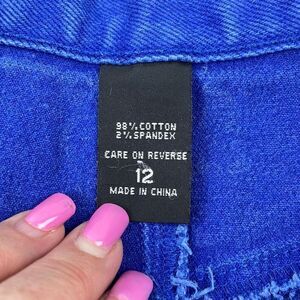 98% COTTON
2% SPANDEX
CARE ON REVERSE
12
MADE IN CHINA